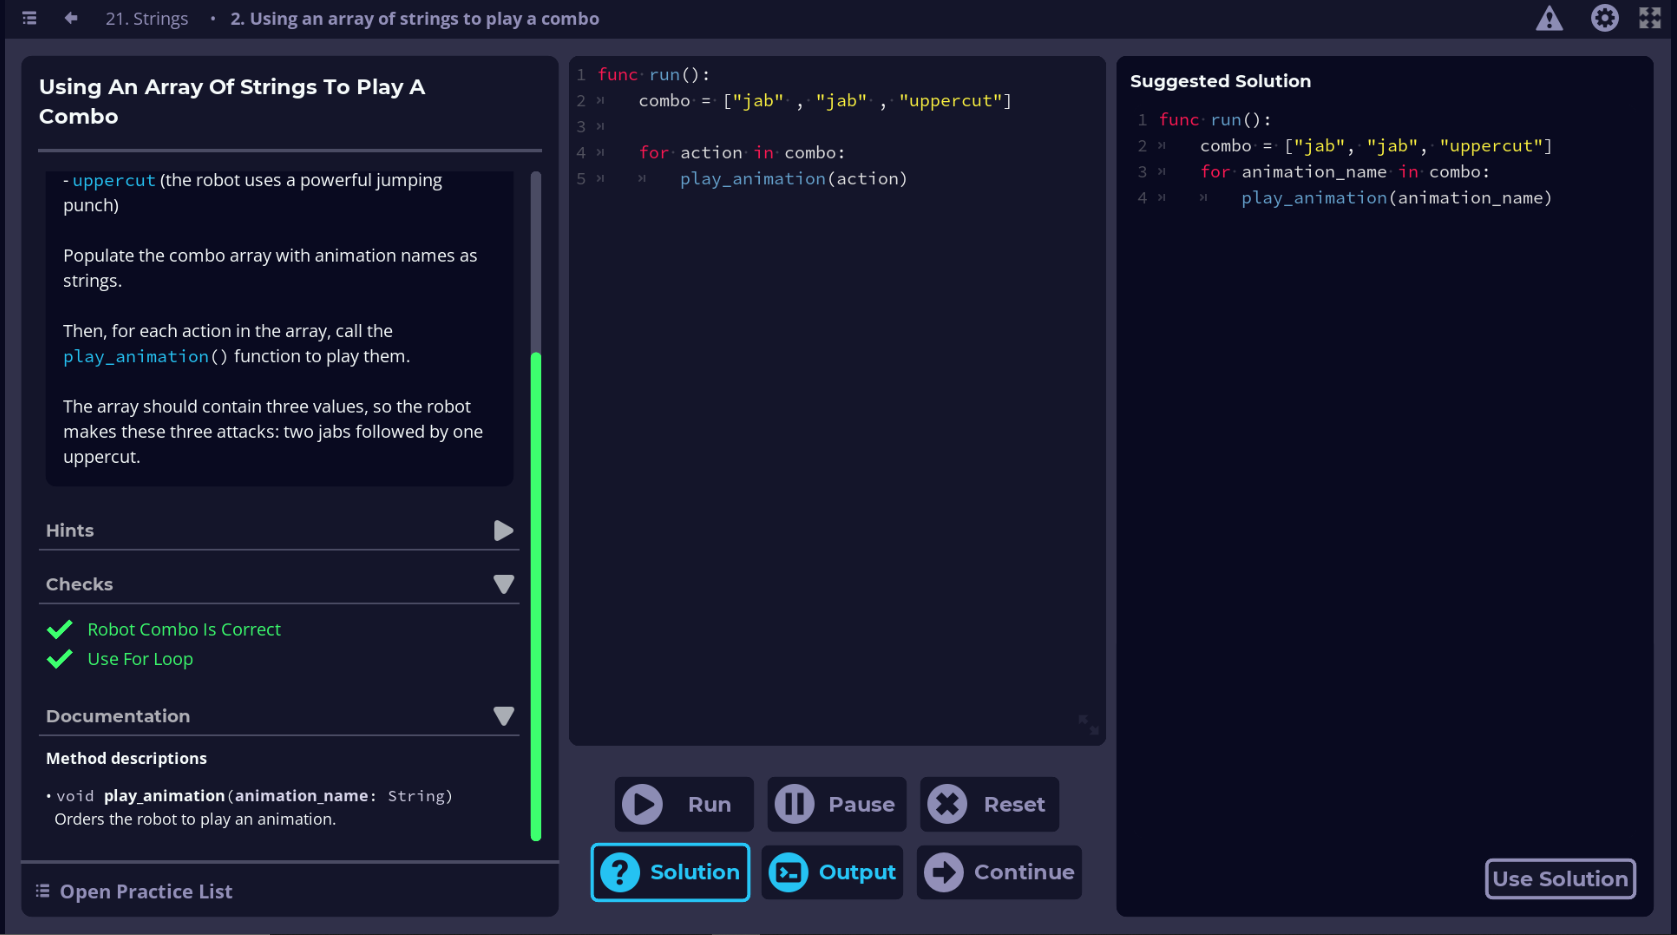 21. Strings • 2. Using an array of strings to play a combo
Using An Array Of Strings To Play A
Combo
- uppercut (the robot uses a powerful jumping
punch)
Populate the combo array with animation names as
strings.
Then, for each action in the array, call the
play_animation() function to play them.
The array should contain three values, so the robot
makes these three attacks: two jabs followed by one
uppercut.
Hints
Checks
Robot Combo Is Correct
Use For Loop
Documentation
Method descriptions
• void play_animation(animation_name: String)
Orders the robot to play an animation.
Open Practice List
1 func run():
2 combo = ["jab" , "jab" , "uppercut"]
3
4 for action in combo:
5 play_animation(action)
Run
Pause
Reset
? Solution
Output
Continue
Suggested Solution
1 func run():
2 combo = ["jab", "jab", "uppercut"]
3 for animation_name in combo:
4 play_animation(animation_name)
Use Solution